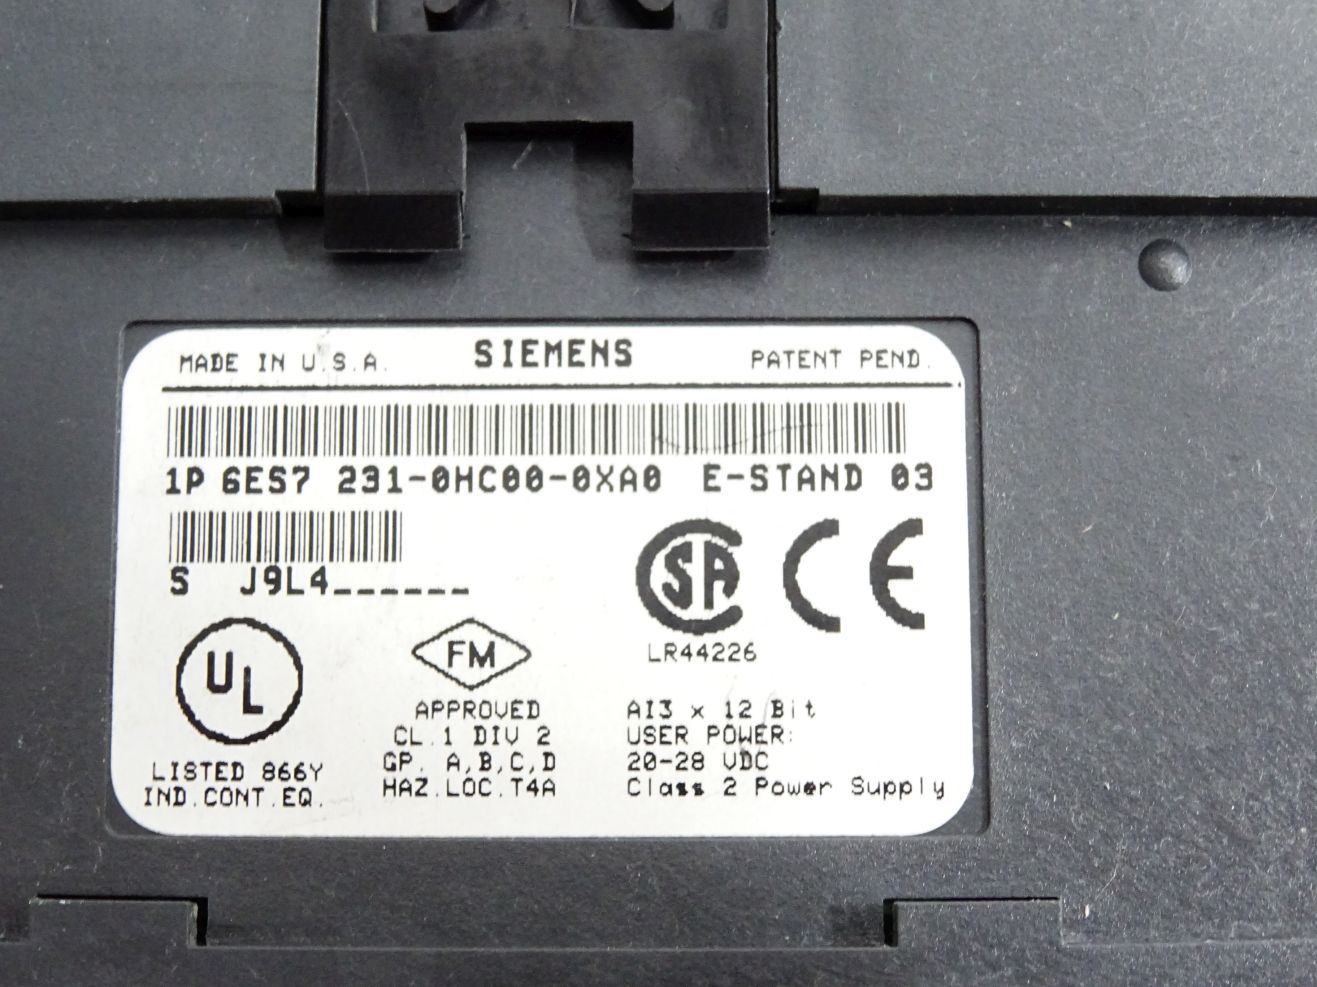 MADE IN U.S.A. SIEMENS PATENT PEND.
1P 6ES7 231-0HC00-0XA0 E-STAND 03
S J9L4______
SA CE
LR44226
UL
LISTED 866Y
IND.CONT.EQ.
FM
APPROVED
CL.1 DIV 2
GP. A,B,C,D
HAZ.LOC.T4A
AI3 x 12 Bit
USER POWER:
20-28 VDC
Class 2 Power Supply